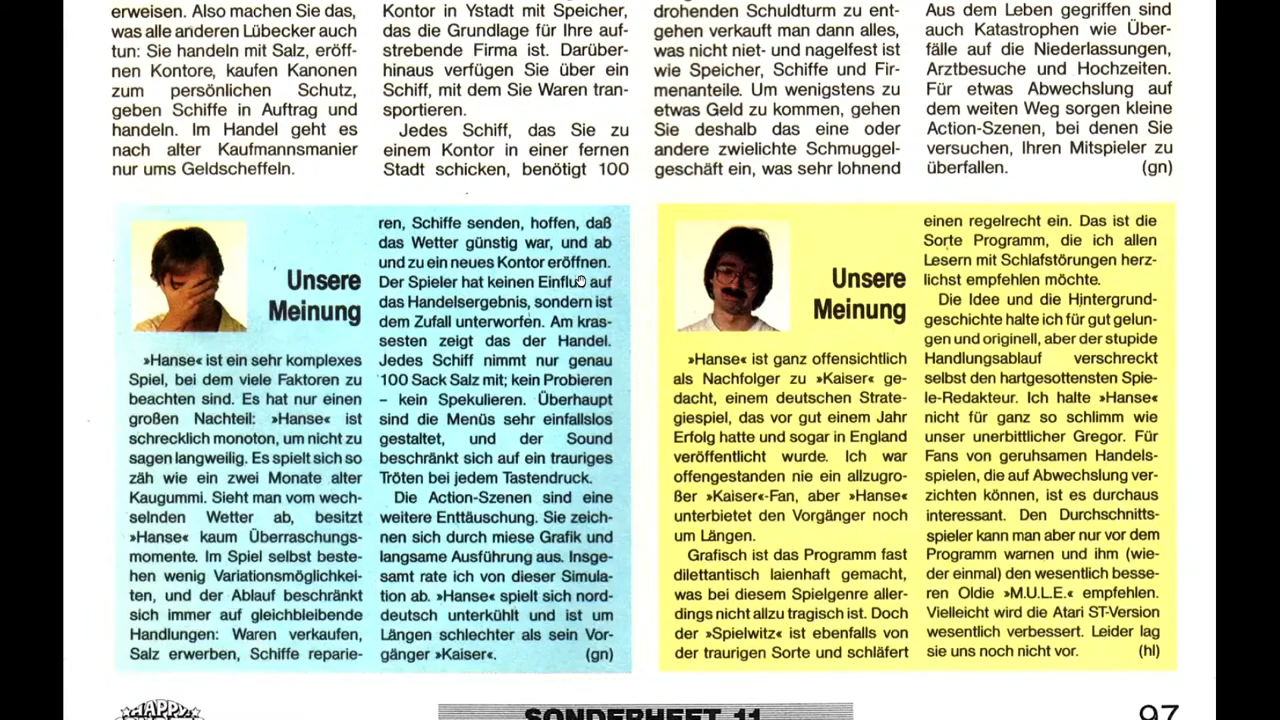 erweisen. Also machen Sie das,
was alle anderen Lübecker auch
tun: Sie handeln mit Salz, eröff-
nen Kontore, kaufen Kanonen
zum persönlichen Schutz,
geben Schiffe in Auftrag und
handeln. Im Handel geht es
nach alter Kaufmannsmanier
nur ums Geldscheffeln.
Kontor in Ystadt mit Speicher,
das die Grundlage für Ihre auf-
strebende Firma ist. Darüber-
hinaus verfügen Sie über ein
Schiff, mit dem Sie Waren tran-
sportieren.
Jedes Schiff, das Sie zu
einem Kontor in einer fernen
Stadt schicken, benötigt 100
drohenden Schuldturm zu ent-
gehen verkauft man dann alles,
was nicht niet- und nagelfest ist
wie Speicher, Schiffe und Fir-
menanteile. Um wenigstens zu
etwas Geld zu kommen, gehen
Sie deshalb das eine oder
andere zwielichte Schmuggel-
geschäft ein, was sehr lohnend
Aus dem Leben gegriffen sind
auch Katastrophen wie Über-
fälle auf die Niederlassungen,
Arztbesuche und Hochzeiten.
Für etwas Abwechslung auf
dem weiten Weg sorgen kleine
Action-Szenen, bei denen Sie
versuchen, Ihren Mitspieler zu
überfallen. (gn)
Unsere
Meinung
»Hanse« ist ein sehr komplexes
Spiel, bei dem viele Faktoren zu
beachten sind. Es hat nur einen
großen Nachteil: »Hanse« ist
schrecklich monoton, um nicht zu
sagen langweilig. Es spielt sich so
zäh wie ein zwei Monate alter
Kaugummi. Sieht man vom wech-
selnden Wetter ab, besitzt
»Hanse« kaum Überraschungs-
momente. Im Spiel selbst beste-
hen wenig Variationsmöglichkei-
ten, und der Ablauf beschränkt
sich immer auf gleichbleibende
Handlungen: Waren verkaufen,
Salz erwerben, Schiffe reparie-
ren, Schiffe senden, hoffen, daß
das Wetter günstig war, und ab
und zu ein neues Kontor eröffnen.
Der Spieler hat keinen Einfluß auf
das Handelsergebnis, sondern ist
dem Zufall unterworfen. Am kras-
sesten zeigt das der Handel.
Jedes Schiff nimmt nur genau
100 Sack Salz mit; kein Probieren
– kein Spekulieren. Überhaupt
sind die Menüs sehr einfallslos
gestaltet, und der Sound
beschränkt sich auf ein trauriges
Tröten bei jedem Tastendruck.
Die Action-Szenen sind eine
weitere Enttäuschung. Sie zeich-
nen sich durch miese Grafik und
langsame Ausführung aus. Insge-
samt rate ich von dieser Simula-
tion ab. »Hanse« spielt sich nord-
deutsch unterkühlt und ist um
Längen schlechter als sein Vor-
gänger »Kaiser«. (gn)
Unsere
Meinung
»Hanse« ist ganz offensichtlich
als Nachfolger zu »Kaiser« ge-
dacht, einem deutschen Strate-
giespiel, das vor gut einem Jahr
Erfolg hatte und sogar in England
veröffentlicht wurde. Ich war
offengestanden nie ein allzugro-
ßer »Kaiser«-Fan, aber »Hanse«
unterbietet den Vorgänger noch
um Längen.
Grafisch ist das Programm fast
dilettantisch laienhaft gemacht,
was bei diesem Spielgenre aller-
dings nicht allzu tragisch ist. Doch
der »Spielwitz« ist ebenfalls von
der traurigen Sorte und schläfert
einen regelrecht ein. Das ist die
Sorte Programm, die ich allen
Lesern mit Schlafstörungen herz-
lichst empfehlen möchte.
Die Idee und die Hintergrund-
geschichte halte ich für gut gelun-
gen und originell, aber der stupide
Handlungsablauf verschreckt
selbst den hartgesottensten Spie-
le-Redakteur. Ich halte »Hanse«
nicht für ganz so schlimm wie
unser unerbittlicher Gregor. Für
Fans von geruhsamen Handels-
spielen, die auf Abwechslung ver-
zichten können, ist es durchaus
interessant. Den Durchschnitts-
spieler kann man aber nur vor dem
Programm warnen und ihm (wie-
der einmal) den wesentlich besse-
ren Oldie »M.U.L.E.« empfehlen.
Vielleicht wird die Atari ST-Version
wesentlich verbessert. Leider lag
sie uns noch nicht vor. (hl)
HAPPY
SONDERHEFT 11
97